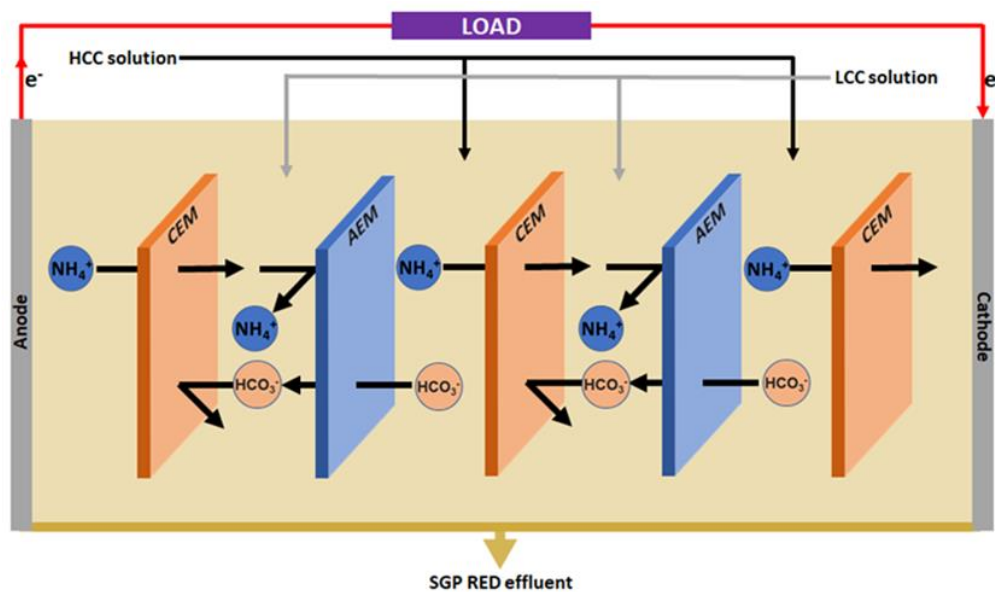 LOAD
HCC solution
LCC solution
e-
e
CEM
AEM
CEM
AEM
CEM
NH₄⁺
NH₄⁺
NH₄⁺
NH₄⁺
NH₄⁺
HCO₃⁻
HCO₃⁻
HCO₃⁻
HCO₃⁻
Anode
Cathode
SGP RED effluent